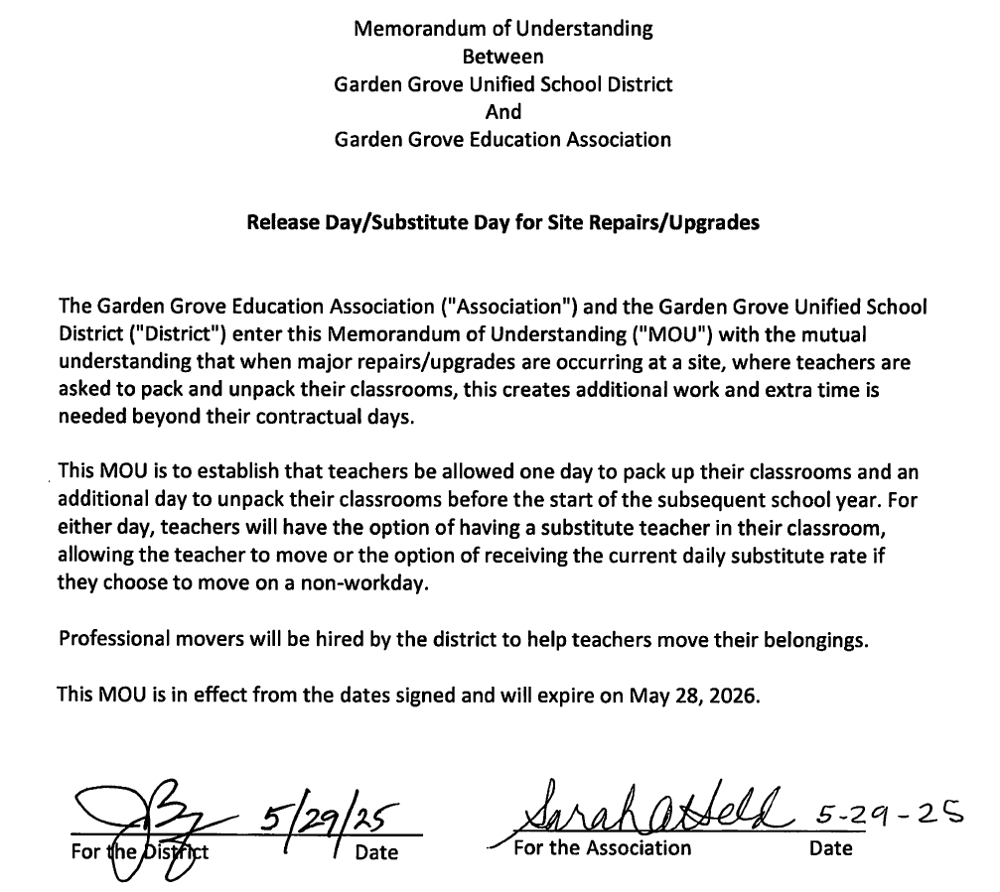 Memorandum of Understanding
Between
Garden Grove Unified School District
And
Garden Grove Education Association
Release Day/Substitute Day for Site Repairs/Upgrades
The Garden Grove Education Association ("Association") and the Garden Grove Unified School
District ("District") enter this Memorandum of Understanding ("MOU") with the mutual
understanding that when major repairs/upgrades are occurring at a site, where teachers are
asked to pack and unpack their classrooms, this creates additional work and extra time is
needed beyond their contractual days.
This MOU is to establish that teachers be allowed one day to pack up their classrooms and an
additional day to unpack their classrooms before the start of the subsequent school year. For
either day, teachers will have the option of having a substitute teacher in their classroom,
allowing the teacher to move or the option of receiving the current daily substitute rate if
they choose to move on a non-workday.
Professional movers will be hired by the district to help teachers move their belongings.
This MOU is in effect from the dates signed and will expire on May 28, 2026.
5/29/25
For the District Date
Sarah 5-29-25
For the Association Date